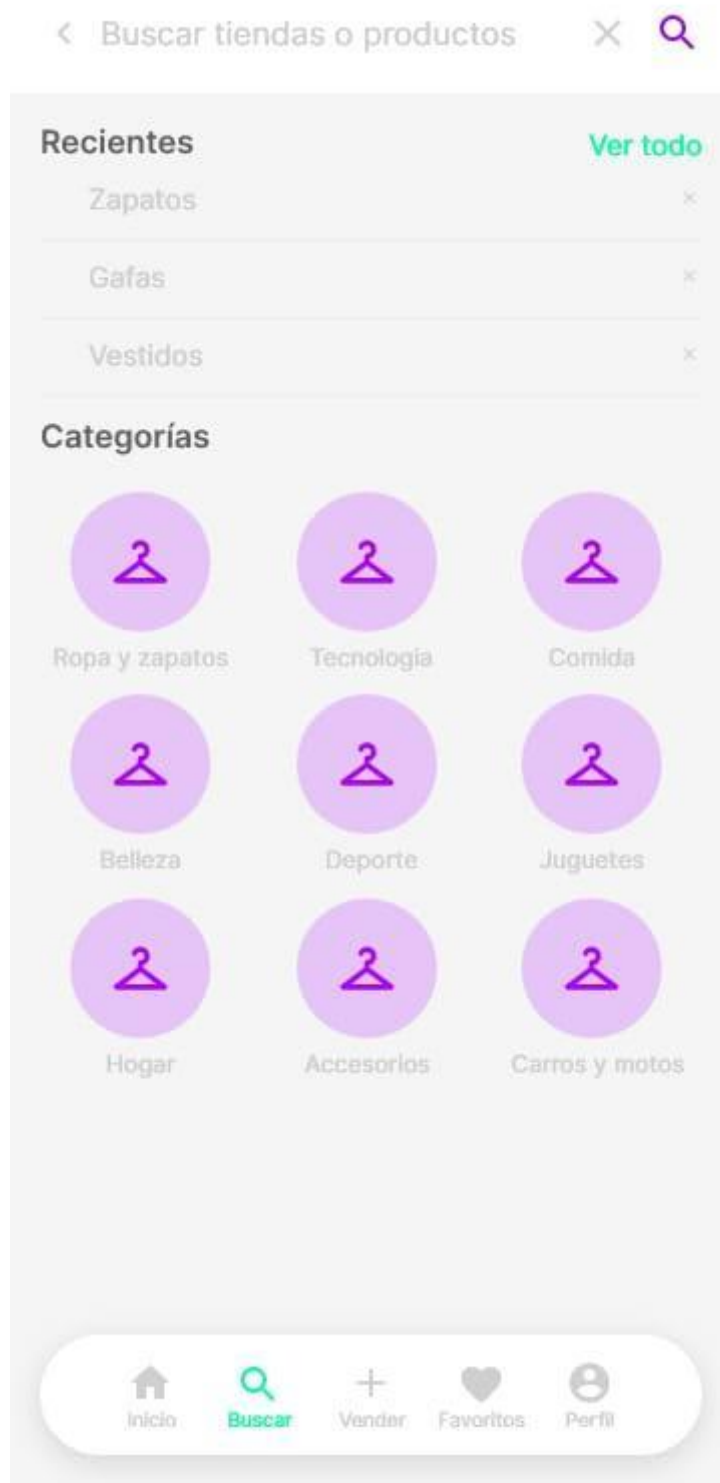 Buscar tiendas o productos
Recientes
Ver todo
Zapatos
Gafas
Vestidos
Categorías
Ropa y zapatos
Tecnología
Comida
Belleza
Deporte
Juguetes
Hogar
Accesorios
Carros y motos
Inicio
Buscar
Vender
Favoritos
Perfil